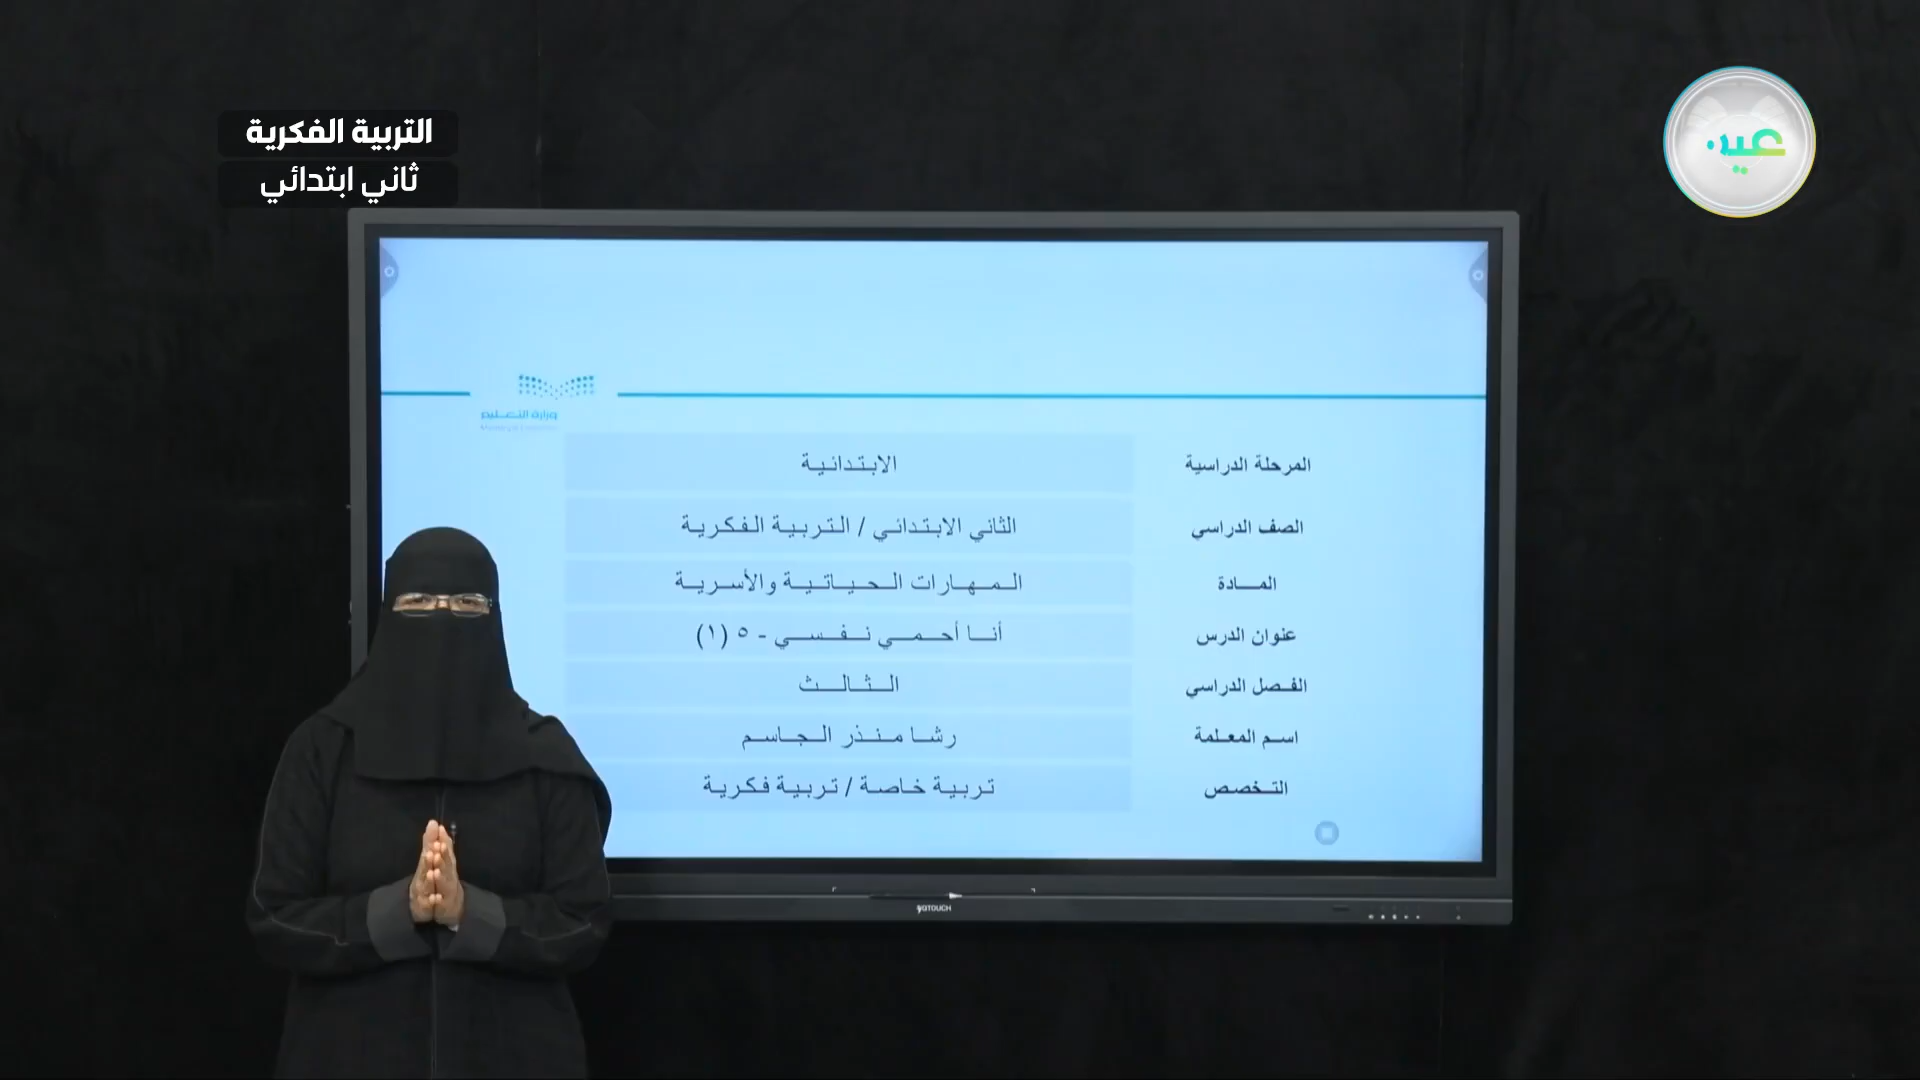 التربية الفكرية
ثاني ابتدائي
عين
وزارة التعليم
المرحلة الدراسية الابتدائية
الصف الدراسي الثاني الابتدائي / التربية الفكرية
المادة المهارات الحياتية والأسرية
عنوان الدرس أنا أحمي نفسي - ٥ (١)
الفصل الدراسي الثالث
اسم المعلمة رشا منذر الجاسم
التخصص تربية خاصة / تربية فكرية
IQTOUCH